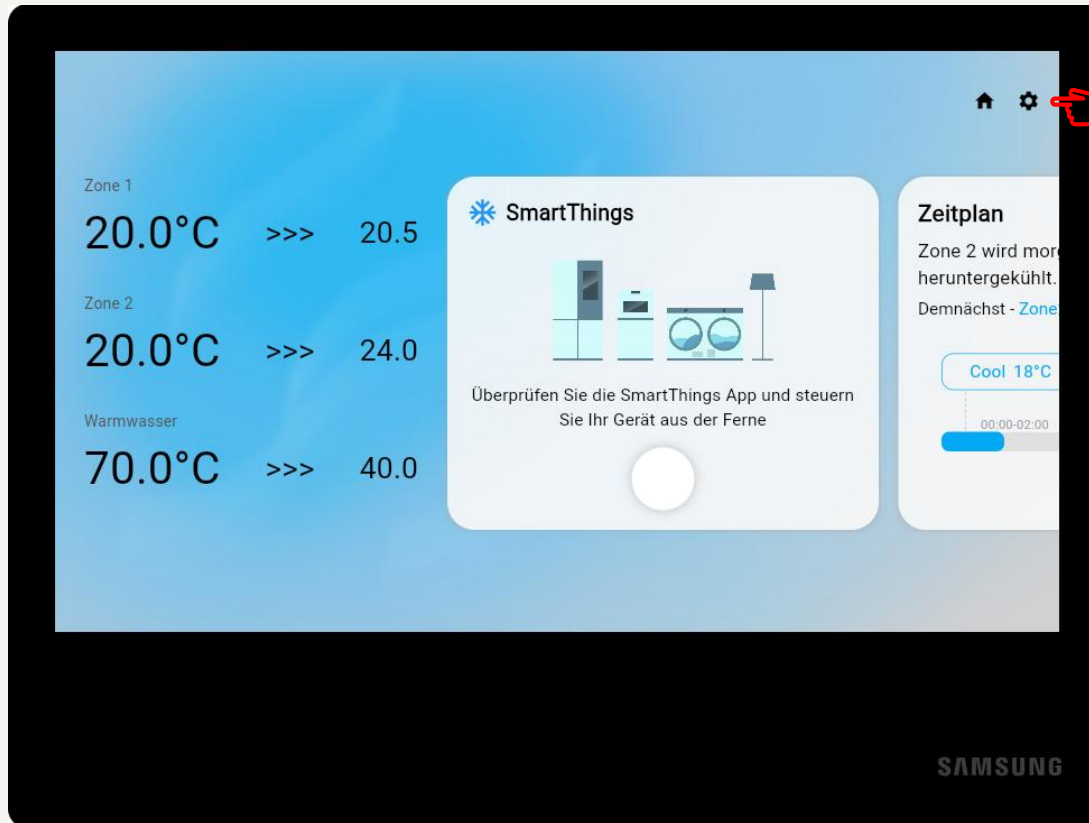 Zone 1
20.0°C >>> 20.5
Zone 2
20.0°C >>> 24.0
Warmwasser
70.0°C >>> 40.0
SmartThings
Überprüfen Sie die SmartThings App und steuern
Sie Ihr Gerät aus der Ferne
Zeitplan
Zone 2 wird
heruntergekühlt.
Demnächst - Zone
Cool 18°C
00:00-02:00
SAMSUNG